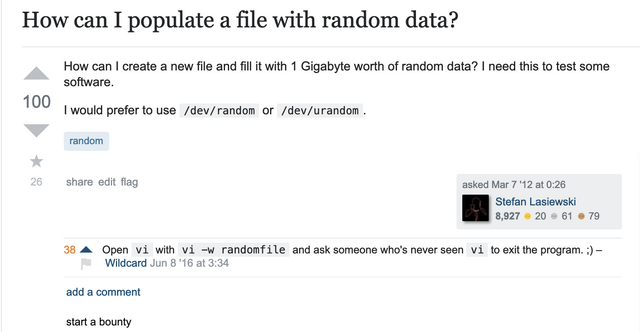 How can I populate a file with random data?
How can I create a new file and fill it with 1 Gigabyte worth of random data? I need this to test some
software.
100
I would prefer to use /dev/random or /dev/urandom .
random
26
share edit flag
asked Mar 7 '12 at 0:26
Stefan Lasiewski
8,927 20 61 79
38 Open vi with vi -w randomfile and ask someone who's never seen vi to exit the program. ;) –
Wildcard Jun 8 '16 at 3:34
add a comment
start a bounty